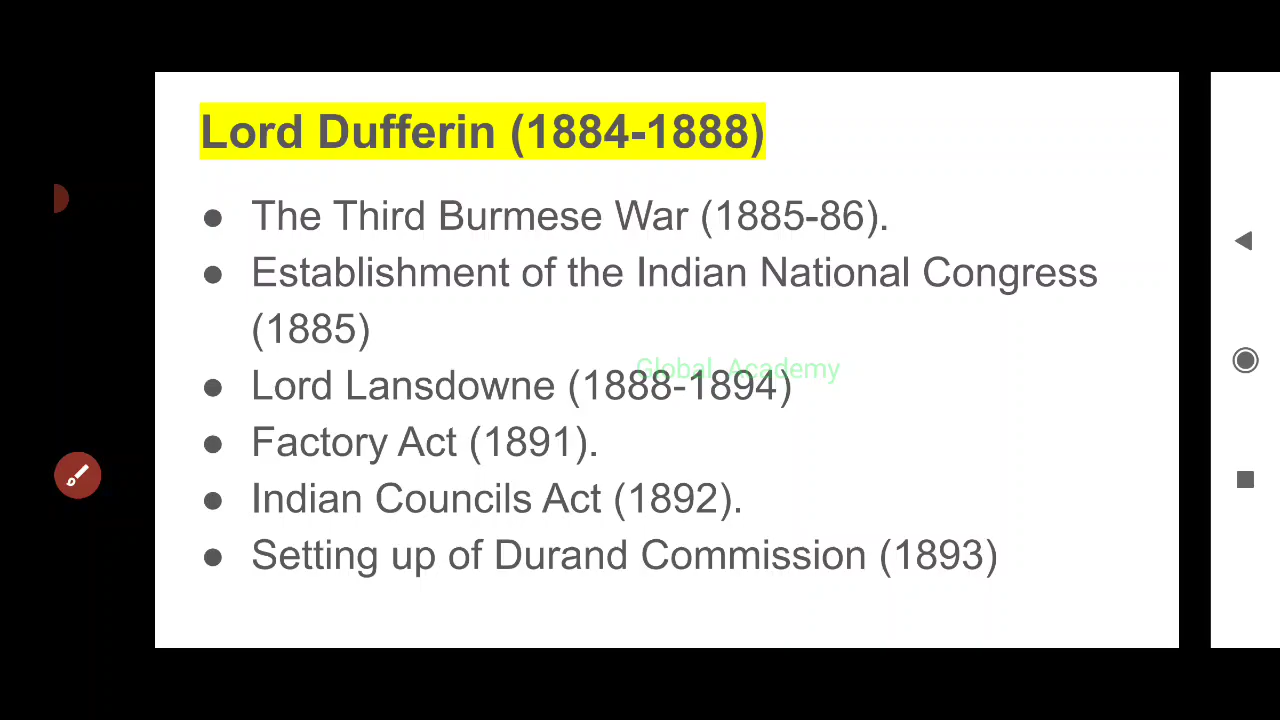 Lord Dufferin (1884-1888)
● The Third Burmese War (1885-86).
● Establishment of the Indian National Congress
(1885)
Global Academy
● Lord Lansdowne (1888-1894)
● Factory Act (1891).
● Indian Councils Act (1892).
● Setting up of Durand Commission (1893)